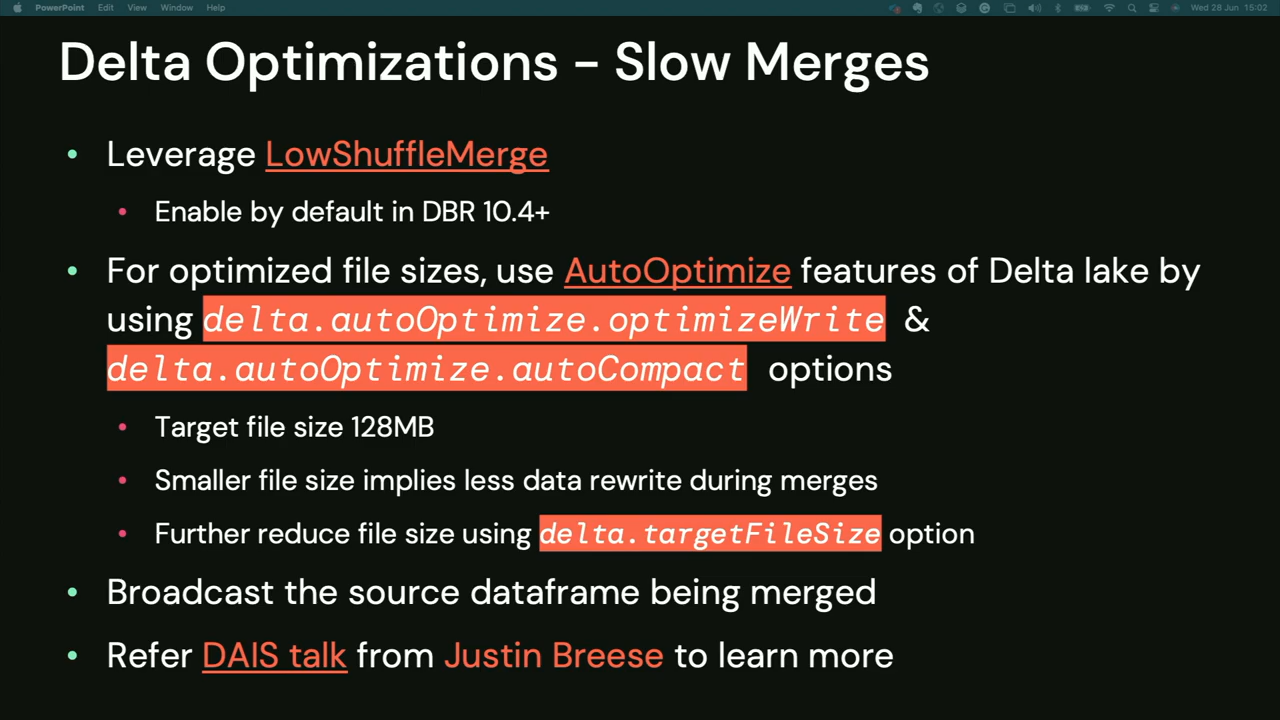 PowerPoint Edit View Window Help Wed 28 Jun 15:02
Delta Optimizations – Slow Merges
• Leverage LowShuffleMerge
• Enable by default in DBR 10.4+
• For optimized file sizes, use AutoOptimize features of Delta lake by
using delta.autoOptimize.optimizeWrite &
delta.autoOptimize.autoCompact options
• Target file size 128MB
• Smaller file size implies less data rewrite during merges
• Further reduce file size using delta.targetFileSize option
• Broadcast the source dataframe being merged
• Refer DAIS talk from Justin Breese to learn more